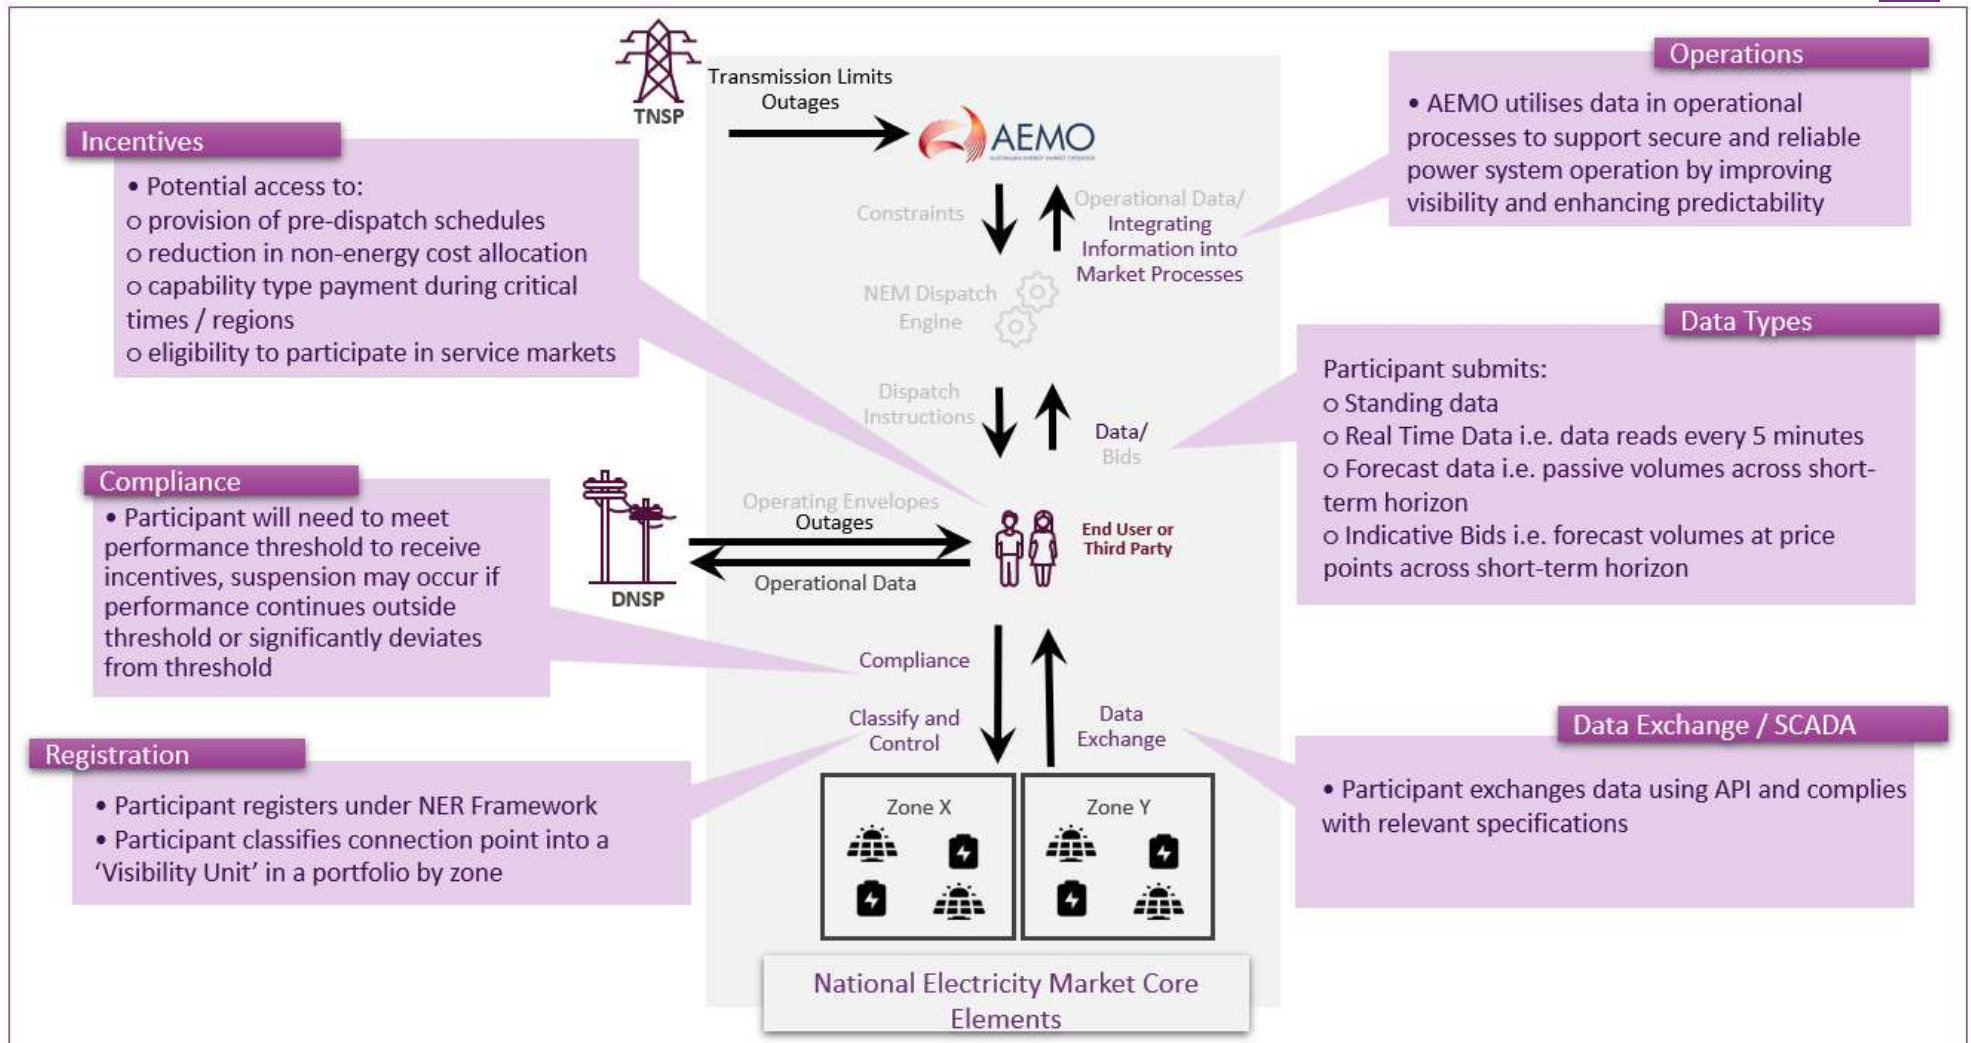 Transmission Limits
Outages
TNSP
AEMO
AUSTRALIAN ENERGY MARKET OPERATOR
Operations
• AEMO utilises data in operational
processes to support secure and reliable
power system operation by improving
visibility and enhancing predictability
Incentives
• Potential access to:
o provision of pre-dispatch schedules
o reduction in non-energy cost allocation
o capability type payment during critical
times / regions
o eligibility to participate in service markets
Constraints
Operational Data/
Integrating
Information into
Market Processes
NEM Dispatch
Engine
Data Types
Participant submits:
o Standing data
o Real Time Data i.e. data reads every 5 minutes
o Forecast data i.e. passive volumes across short-
term horizon
o Indicative Bids i.e. forecast volumes at price
points across short-term horizon
Dispatch
Instructions
Data/
Bids
Compliance
• Participant will need to meet
performance threshold to receive
incentives, suspension may occur if
performance continues outside
threshold or significantly deviates
from threshold
DNSP
Operating Envelopes
Outages
Operational Data
End User or
Third Party
Compliance
Classify and
Control
Data
Exchange
Registration
• Participant registers under NER Framework
• Participant classifies connection point into a
‘Visibility Unit’ in a portfolio by zone
Data Exchange / SCADA
• Participant exchanges data using API and complies
with relevant specifications
Zone X
Zone Y
National Electricity Market Core
Elements